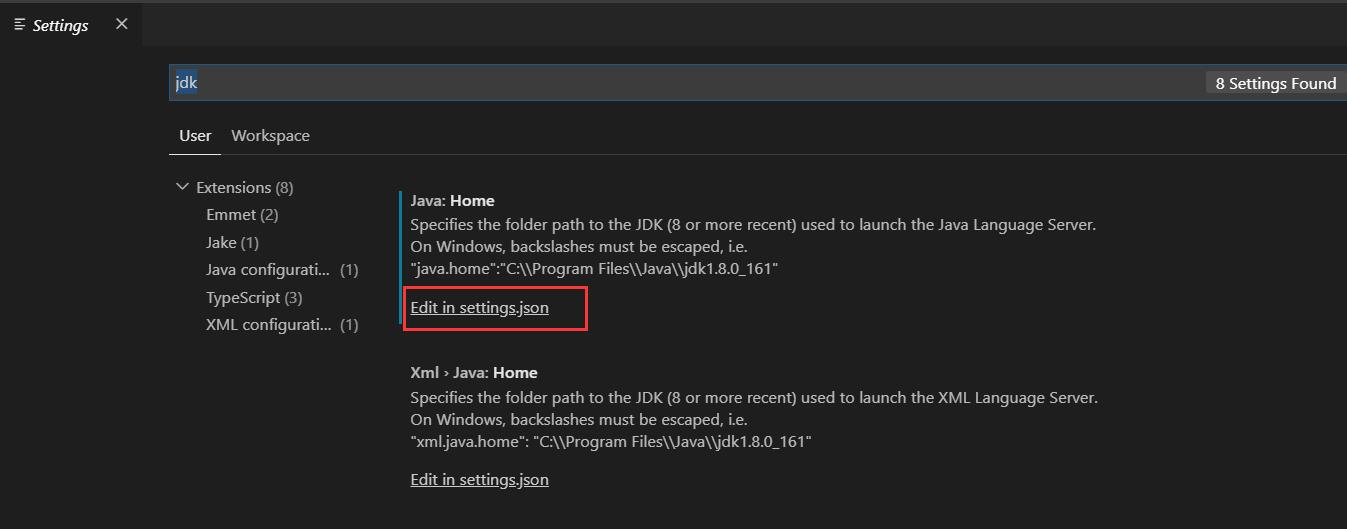 Settings
jdk
8 Settings Found
User Workspace
Extensions (8)
Emmet (2)
Jake (1)
Java configurati... (1)
TypeScript (3)
XML configurati... (1)
Java: Home
Specifies the folder path to the JDK (8 or more recent) used to launch the Java Language Server.
On Windows, backslashes must be escaped, i.e.
"java.home":"C:\\Program Files\\Java\\jdk1.8.0_161"
Edit in settings.json
Xml › Java: Home
Specifies the folder path to the JDK (8 or more recent) used to launch the XML Language Server.
On Windows, backslashes must be escaped, i.e.
"xml.java.home": "C:\\Program Files\\Java\\jdk1.8.0_161"
Edit in settings.json